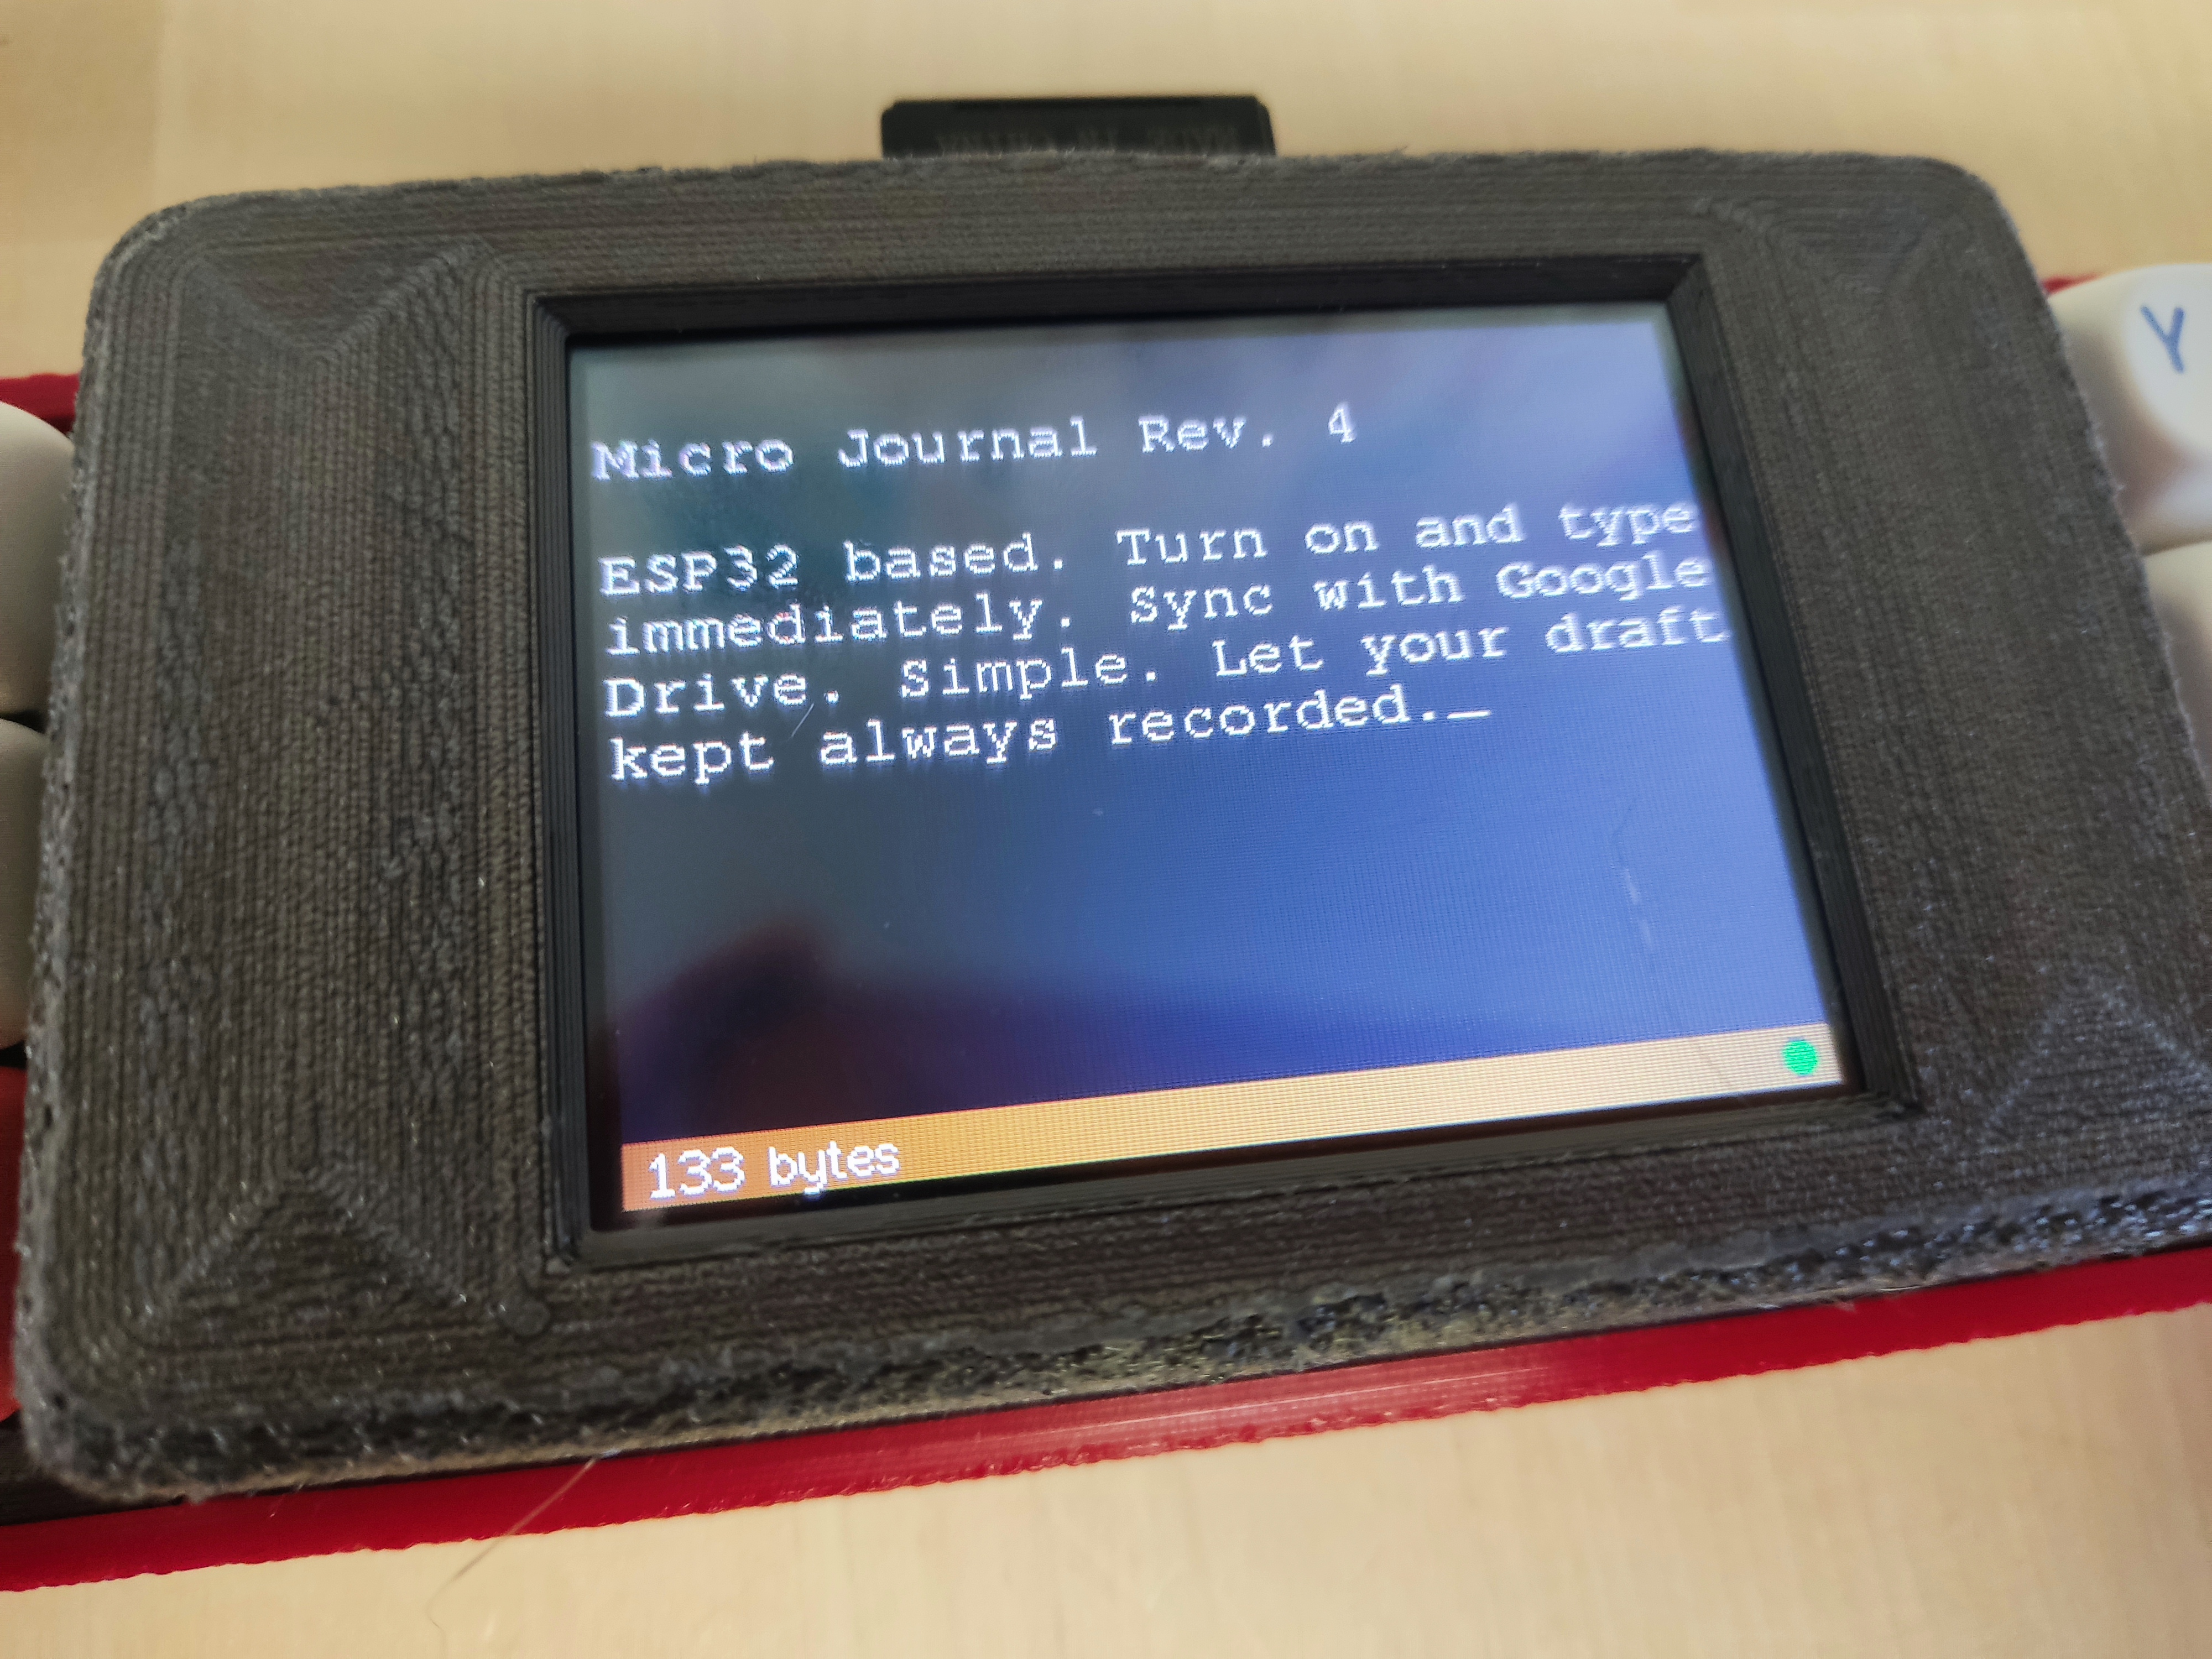 Micro Journal Rev. 4
ESP32 based. Turn on and type
immediately. Sync with Google
Drive. Simple. Let your draft
kept always recorded._
133 bytes
Y